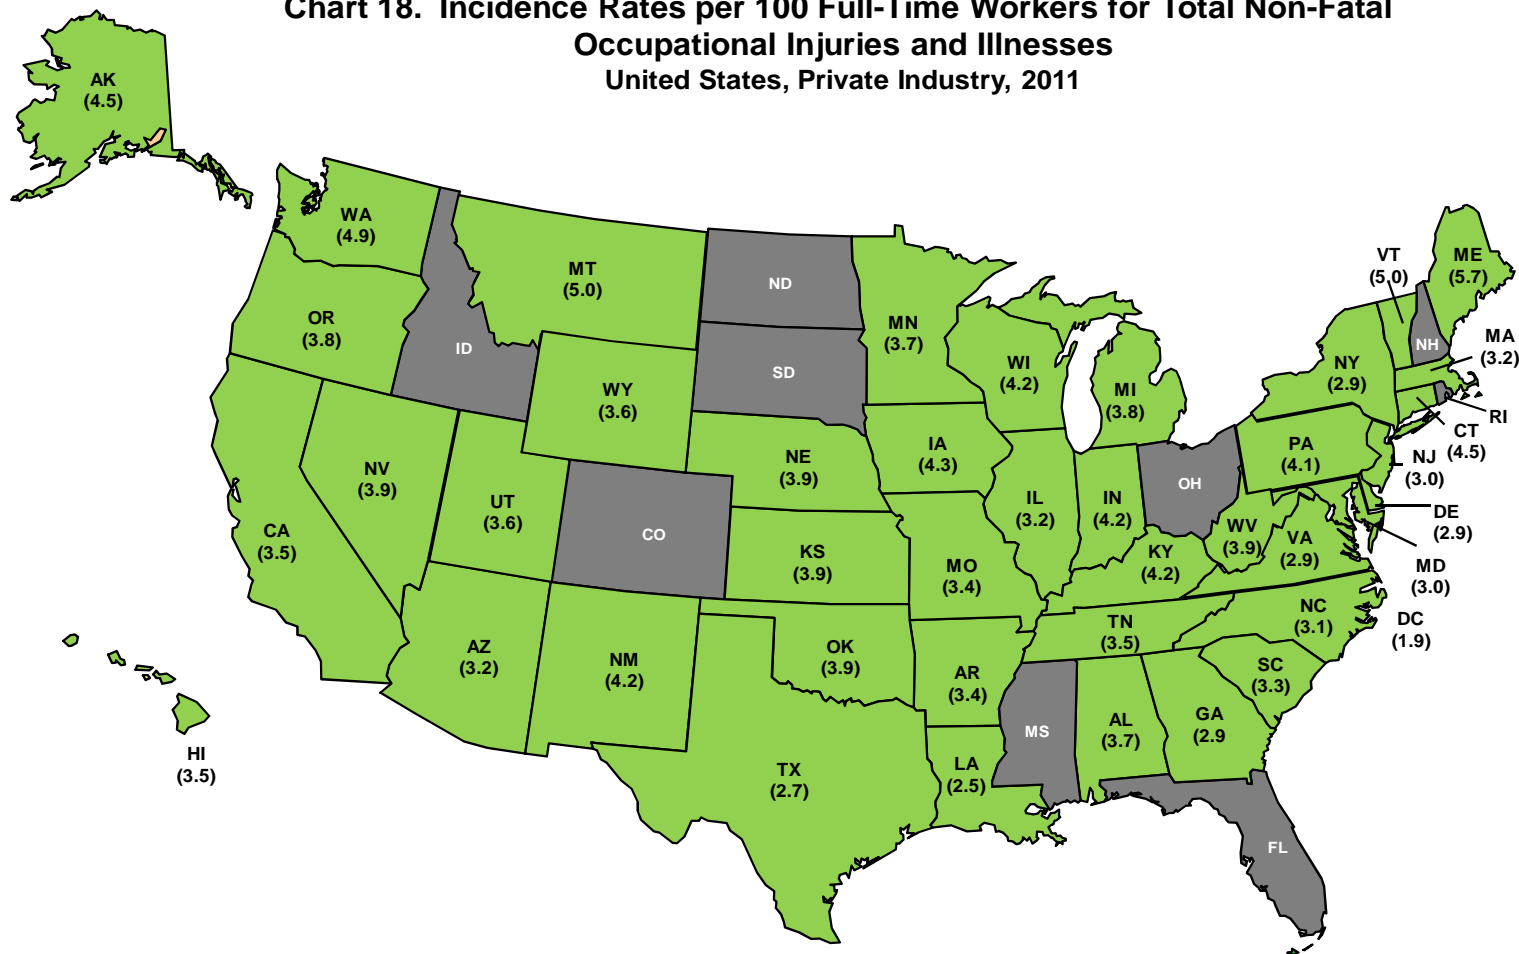 Chart 18.  Incidence Rates per 100 Full-Time Workers for Total Non-Fatal
Occupational Injuries and Illnesses
United States, Private Industry, 2011
AK
(4.5)
WA
(4.9)
MT
(5.0)
ND
VT
(5.0)
ME
(5.7)
OR
(3.8)
ID
MN
(3.7)
NH
MA
(3.2)
SD
WI
(4.2)
NY
(2.9)
WY
(3.6)
MI
(3.8)
RI
CT
(4.5)
IA
(4.3)
PA
(4.1)
NJ
(3.0)
NE
(3.9)
NV
(3.9)
UT
(3.6)
IL
(3.2)
IN
(4.2)
OH
DE
(2.9)
CA
(3.5)
CO
WV
(3.9)
VA
(2.9)
KS
(3.9)
MO
(3.4)
KY
(4.2)
MD
(3.0)
NC
(3.1)
DC
(1.9)
TN
(3.5)
AZ
(3.2)
NM
(4.2)
OK
(3.9)
AR
(3.4)
SC
(3.3)
MS
AL
(3.7)
GA
(2.9
HI
(3.5)
TX
(2.7)
LA
(2.5)
FL